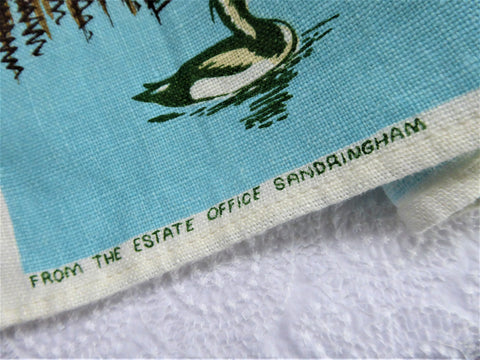 FROM THE ESTATE OFFICE SANDRINGHAM